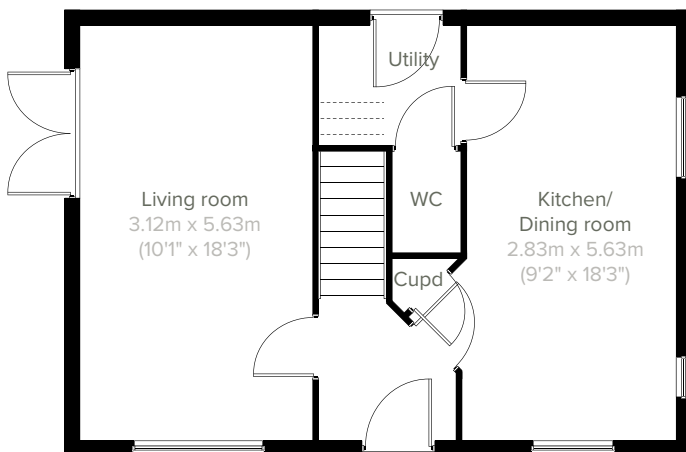 Utility
Living room
3.12m x 5.63m
(10'1" x 18'3")
WC
Kitchen/
Dining room
2.83m x 5.63m
(9'2" x 18'3")
Cupd